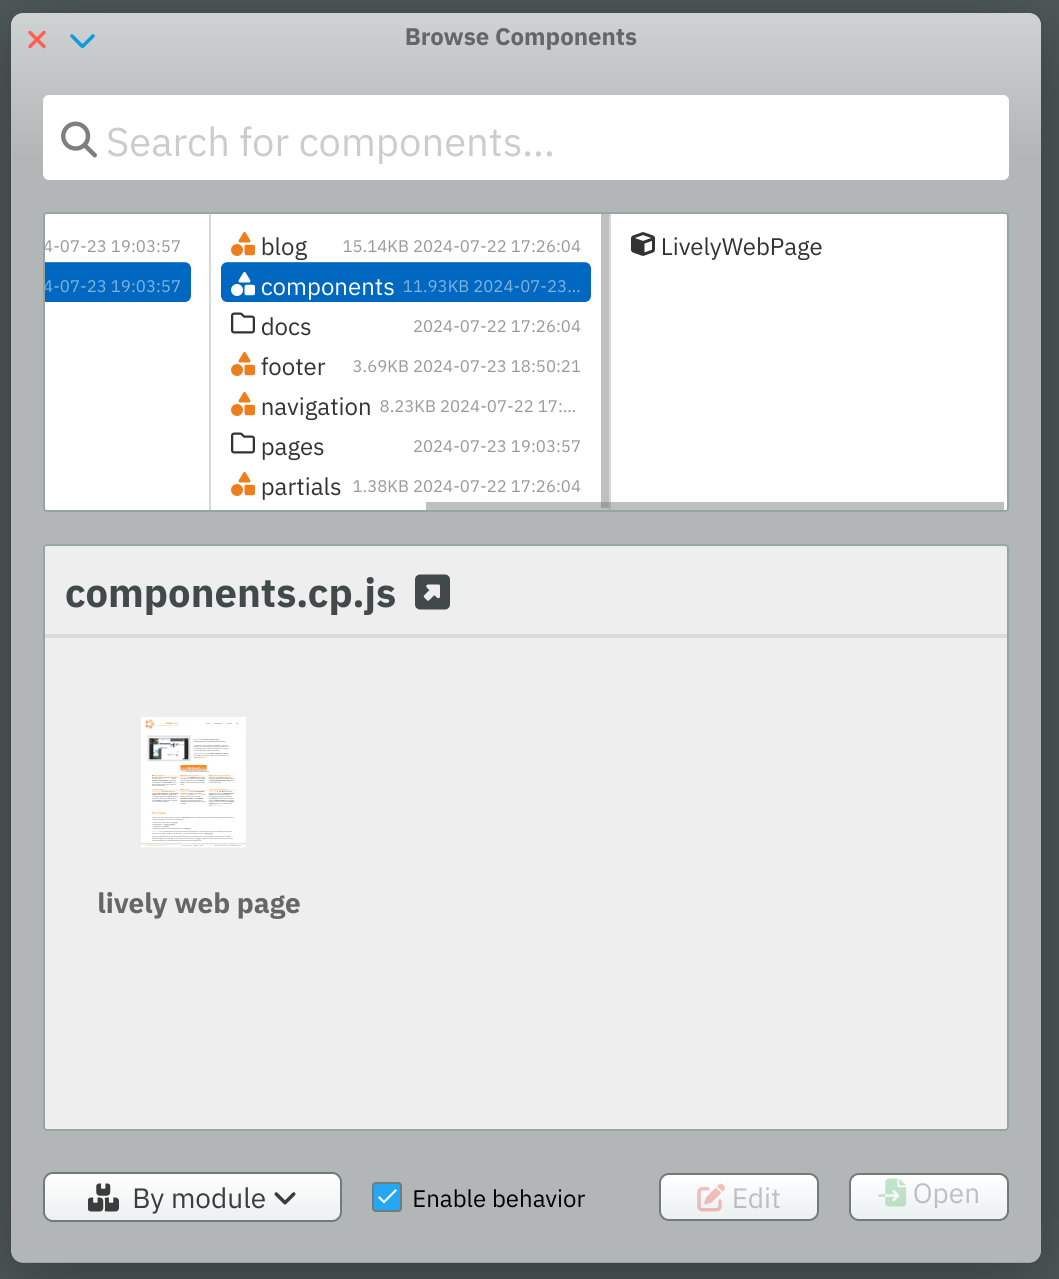 Browse Components
Search for components...
4-07-23 19:03:57
4-07-23 19:03:57
blog 15.14KB 2024-07-22 17:26:04
components 11.93KB 2024-07-23...
docs 2024-07-22 17:26:04
footer 3.69KB 2024-07-23 18:50:21
navigation 8.23KB 2024-07-22 17:...
pages 2024-07-23 19:03:57
partials 1.38KB 2024-07-22 17:26:04
LivelyWebPage
components.cp.js
lively web page
By module
Enable behavior
Edit
Open